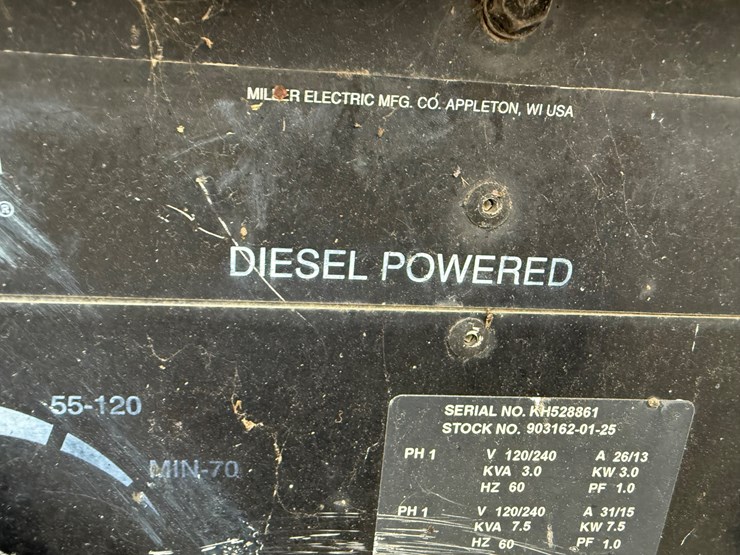 MILLER ELECTRIC MFG. CO. APPLETON, WI USA
®
DIESEL POWERED
55-120
MIN-70
SERIAL NO. KH528861
STOCK NO. 903162-01-25
PH 1 V 120/240 A 26/13
KVA 3.0 KW 3.0
HZ 60 PF 1.0
PH 1 V 120/240 A 31/15
KVA 7.5 KW 7.5
HZ 60 PF 1.0